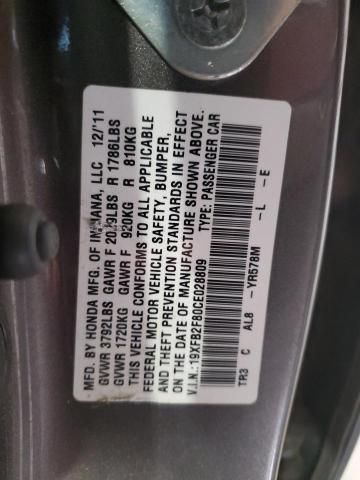 MFD. BY HONDA MFG. OF INDIANA, LLC 12/'11
GVWR 3792LBS GAWR F 2029LBS R 1786LBS
GVWR 1720KG GAWR F 920KG R 810KG
THIS VEHICLE CONFORMS TO ALL APPLICABLE
FEDERAL MOTOR VEHICLE SAFETY, BUMPER,
AND THEFT PREVENTION STANDARDS IN EFFECT
ON THE DATE OF MANUFACTURE SHOWN ABOVE.
V.I.N.: 19XFB2F80CE028809 TYPE: PASSENGER CAR
TR3 C AL8 -YR578M -L -E